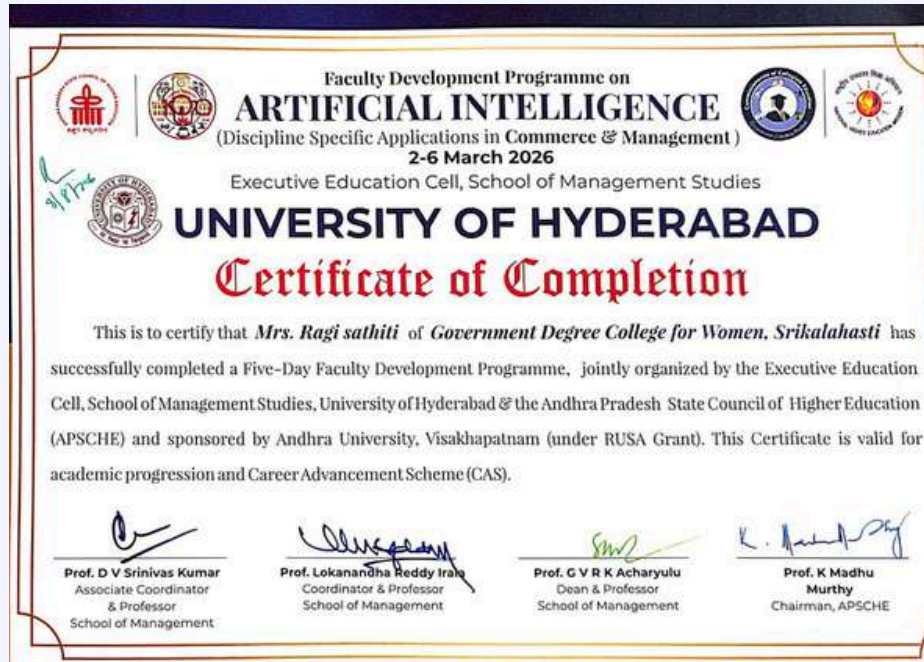 Faculty Development Programme on
ARTIFICIAL INTELLIGENCE
(Discipline Specific Applications in Commerce & Management)
2-6 March 2026
Executive Education Cell, School of Management Studies
UNIVERSITY OF HYDERABAD
Certificate of Completion
This is to certify that Mrs. Ragi sathiti of Government Degree College for Women, Srikalahasti has
successfully completed a Five-Day Faculty Development Programme, jointly organized by the Executive Education
Cell, School of Management Studies, University of Hyderabad & the Andhra Pradesh State Council of Higher Education
(APSCHE) and sponsored by Andhra University, Visakhapatnam (under RUSA Grant). This Certificate is valid for
academic progression and Career Advancement Scheme (CAS).
Prof. D V Srinivas Kumar
Associate Coordinator
& Professor
School of Management
Prof. Lokanandha Reddy Irala
Coordinator & Professor
School of Management
Prof. G V R K Acharyulu
Dean & Professor
School of Management
Prof. K Madhu
Murthy
Chairman, APSCHE